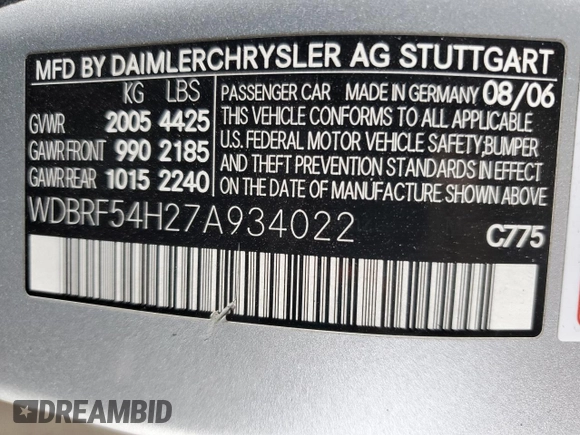 MFD BY DAIMLERCHRYSLER AG STUTTGART
KG LBS
GVWR 2005 4425
GAWR FRONT 990 2185
GAWR REAR 1015 2240
PASSENGER CAR MADE IN GERMANY 08/06
THIS VEHICLE CONFORMS TO ALL APPLICABLE
U.S. FEDERAL MOTOR VEHICLE SAFETY,BUMPER
AND THEFT PREVENTION STANDARDS IN EFFECT
ON THE DATE OF MANUFACTURE SHOWN ABOVE
WDBRF54H27A934022
C775
DREAMBID